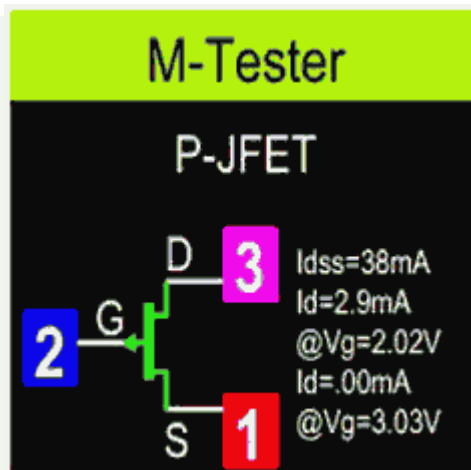 M-Tester
P-JFET
D
3
Idss=38mA
Id=2.9mA
@Vg=2.02V
Id=.00mA
@Vg=3.03V
2
G
S
1